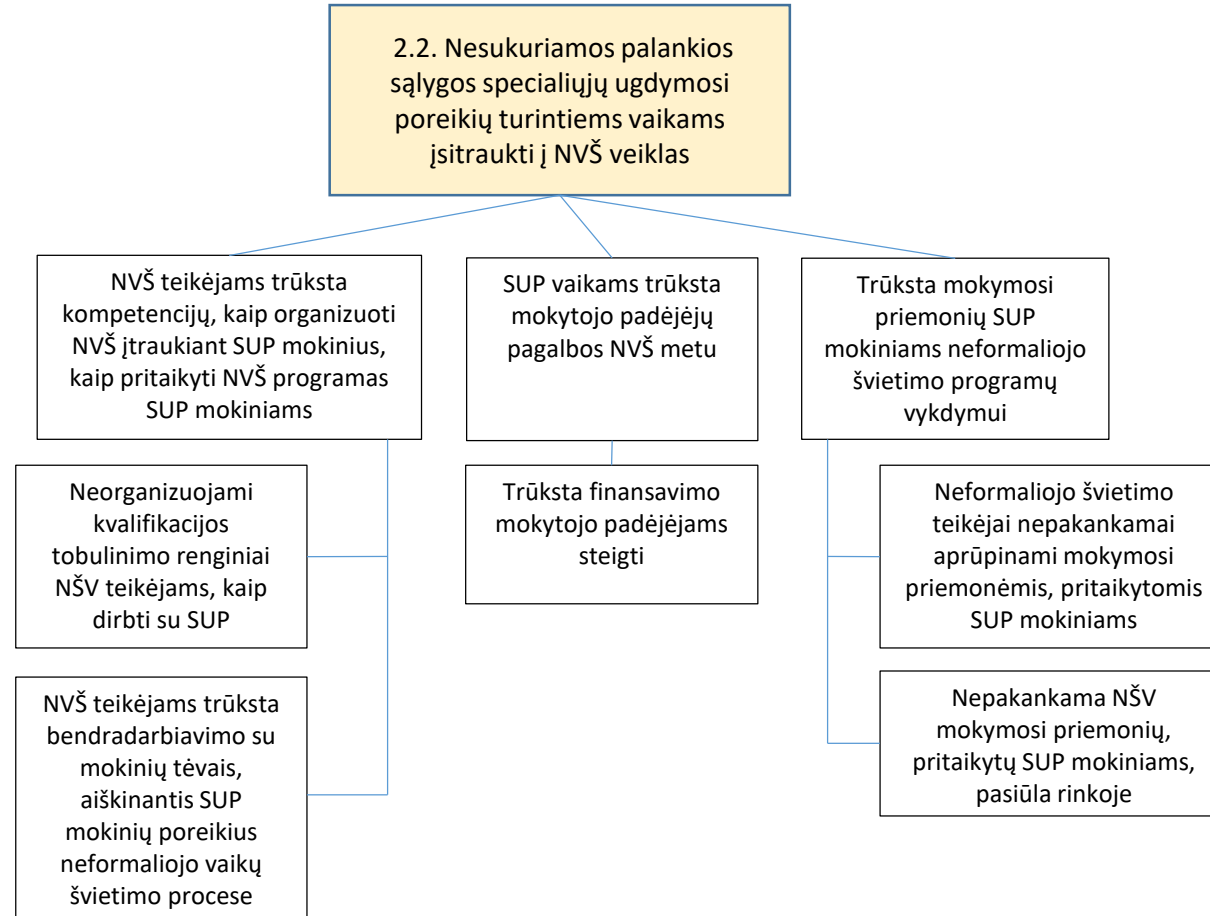 2.2. Nesukuriamos palankios
sąlygos specialiųjų ugdymosi
poreikių turintiems vaikams
įsitraukti į NVŠ veiklas
NVŠ teikėjams trūksta
kompetencijų, kaip organizuoti
NVŠ įtraukiant SUP mokinius,
kaip pritaikyti NVŠ programas
SUP mokiniams
SUP vaikams trūksta
mokytojo padėjėjų
pagalbos NVŠ metu
Trūksta mokymosi
priemonių SUP
mokiniams neformaliojo
švietimo programų
vykdymui
Neorganizuojami
kvalifikacijos
tobulinimo renginiai
NŠV teikėjams, kaip
dirbti su SUP
Trūksta finansavimo
mokytojo padėjėjams
steigti
Neformaliojo švietimo
teikėjai nepakankamai
aprūpinami mokymosi
priemonėmis, pritaikytomis
SUP mokiniams
NVŠ teikėjams trūksta
bendradarbiavimo su
mokinių tėvais,
aiškinantis SUP
mokinių poreikius
neformaliojo vaikų
švietimo procese
Nepakankama NŠV
mokymosi priemonių,
pritaikytų SUP mokiniams,
pasiūla rinkoje